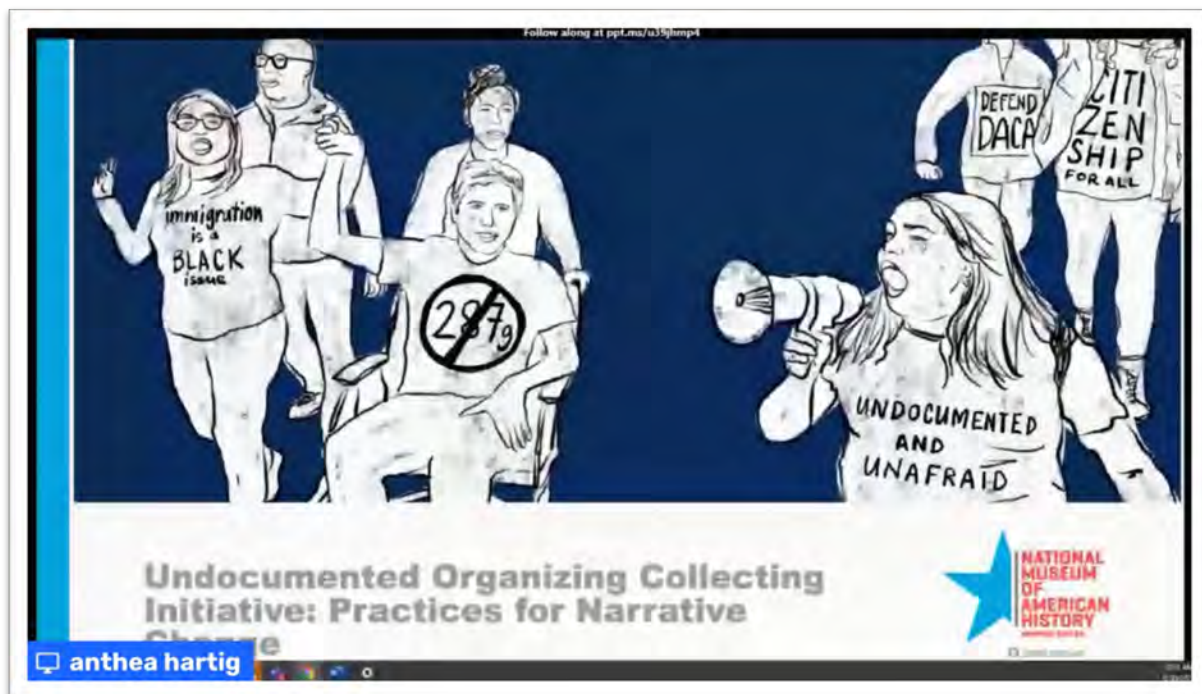 Follow along at ppt.ms/u39jhmp4
immigration
is a
BLACK
issue
287g
DEFEND
DACA
CITI
ZEN
SHIP
FOR ALL
UNDOCUMENTED
AND
UNAFRAID
Undocumented Organizing Collecting
Initiative: Practices for Narrative
Change
NATIONAL
MUSEUM
OF
AMERICAN
HISTORY
anthea hartig